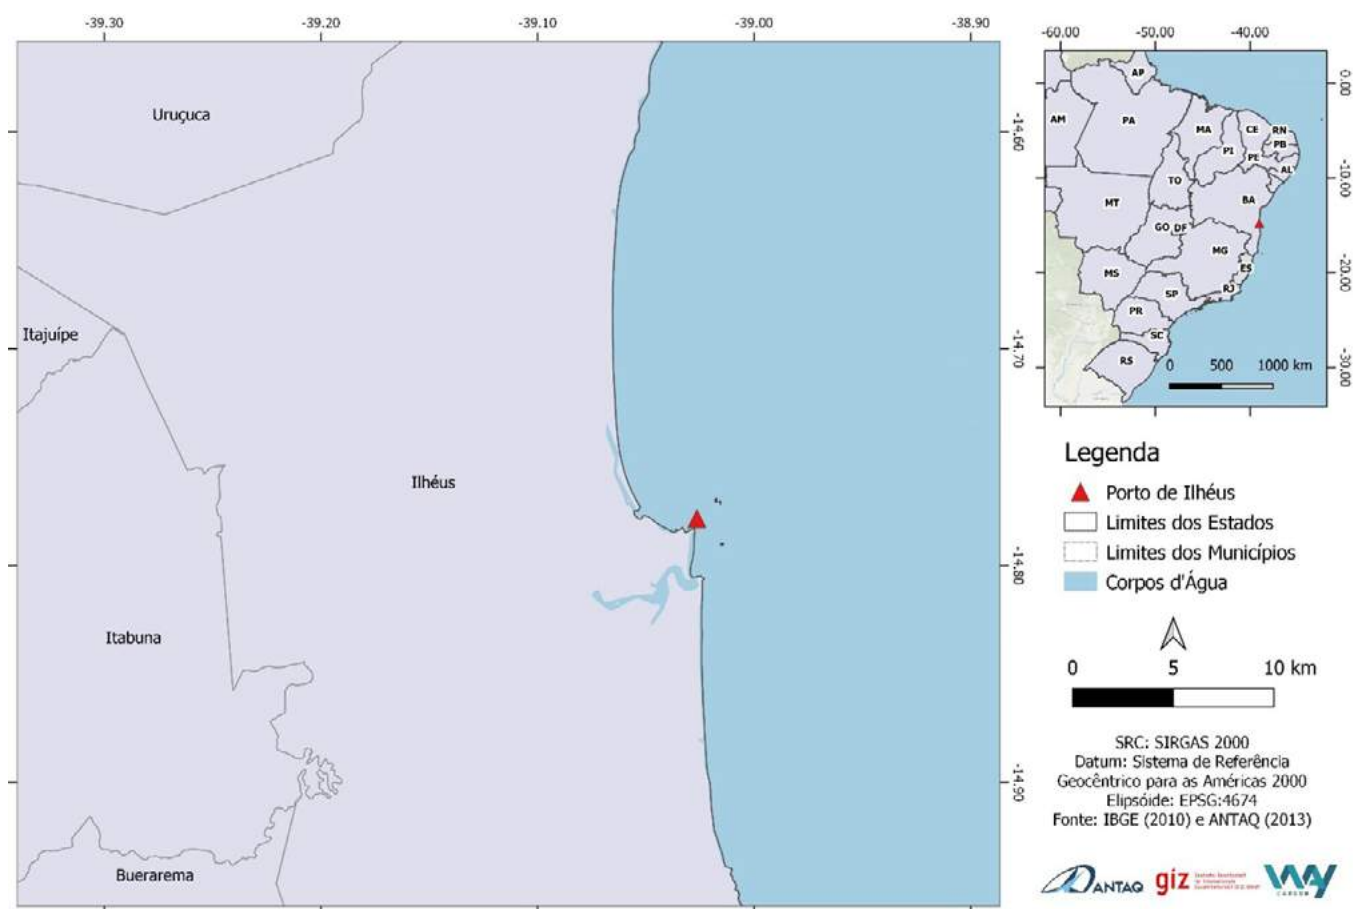 -39.30 -39.20 -39.10 -39.00 -38.90
-14.60
-14.70
-14.80
-14.90
Uruçuca
Itajuípe
Ilhéus
Itabuna
Buerarema
-60.00 -50.00 -40.00
0.00
-10.00
-20.00
-30.00
AP
AM PA MA CE RN
PB
PI
PE
AL
TO
BA
MT
GO DF
MG
ES
MS
SP RJ
PR
SC
RS
0 500 1000 km
Legenda
Porto de Ilhéus
Limites dos Estados
Limites dos Municípios
Corpos d'Água
0 5 10 km
SRC: SIRGAS 2000
Datum: Sistema de Referência
Geocêntrico para as Américas 2000
Elipsóide: EPSG:4674
Fonte: IBGE (2010) e ANTAQ (2013)
ANTAQ
giz
WAY
CARBON